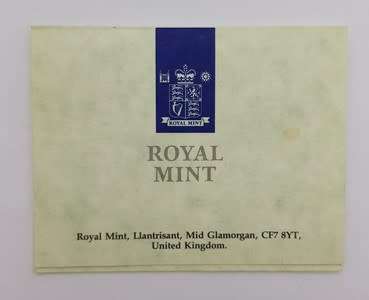 ROYAL MINT
ROYAL
MINT
Royal Mint, Llantrisant, Mid Glamorgan, CF7 8YT,
United Kingdom.